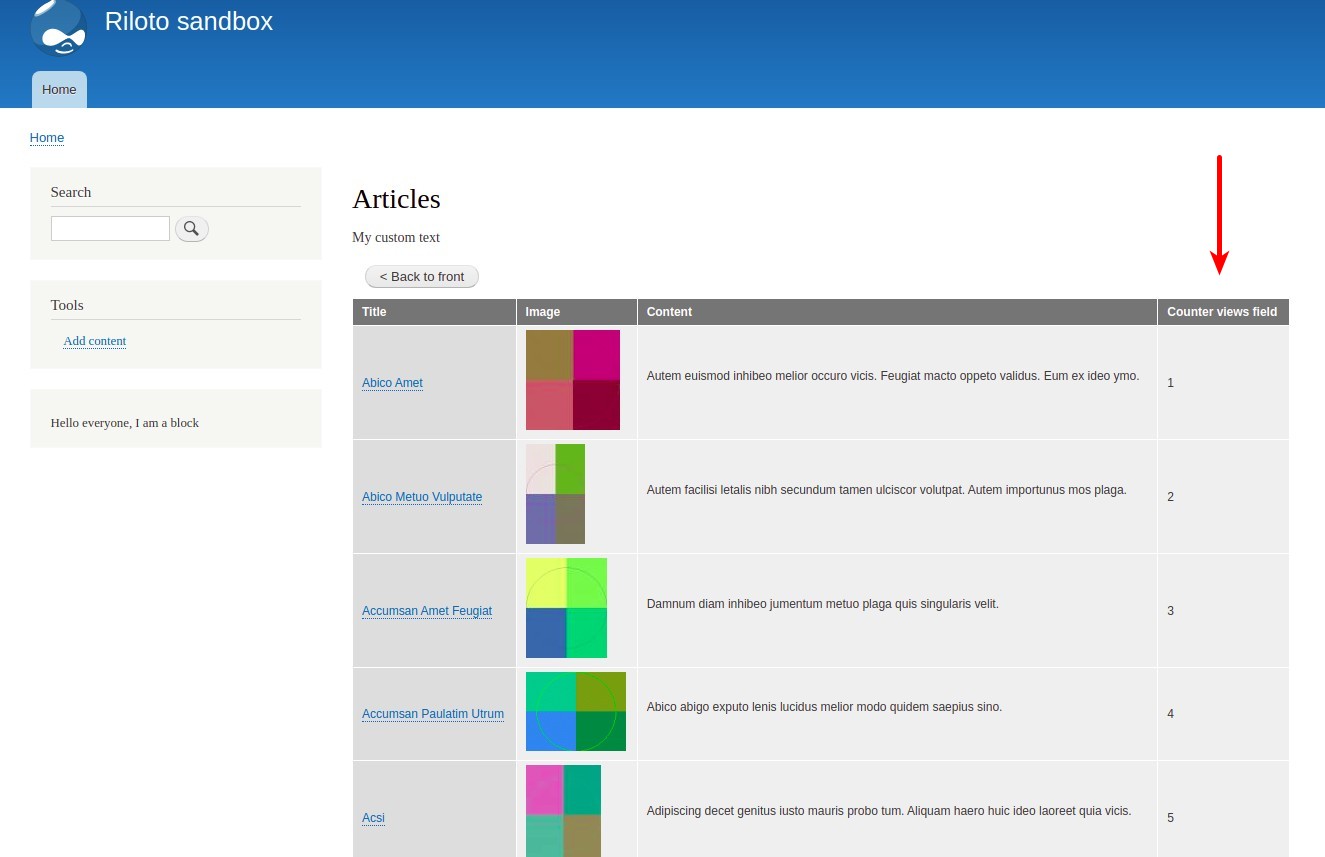 Riloto sandbox
Home
Home
Search
Tools
Add content
Hello everyone, I am a block
Articles
My custom text
< Back to front
Title Image Content Counter views field
Abico Amet Autem euismod inhibeo melior occuro vicis. Feugiat macto oppeto validus. Eum ex ideo ymo. 1
Abico Metuo Vulputate Autem facilisi letalis nibh secundum tamen ulciscor volutpat. Autem importunus mos plaga. 2
Accumsan Amet Feugiat Damnum diam inhibeo jumentum metuo plaga quis singularis velit. 3
Accumsan Paulatim Utrum Abico abigo exputo lenis lucidus melior modo quidem saepius sino. 4
Acsi Adipiscing decet genitus iusto mauris probo tum. Aliquam haero huic ideo laoreet quia vicis. 5